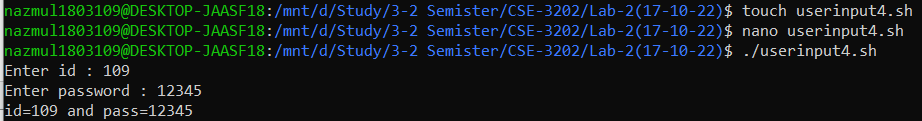 nazmul1803109@DESKTOP-JAASF18:/mnt/d/Study/3-2 Semister/CSE-3202/Lab-2(17-10-22)$ touch userinput4.sh
nazmul1803109@DESKTOP-JAASF18:/mnt/d/Study/3-2 Semister/CSE-3202/Lab-2(17-10-22)$ nano userinput4.sh
nazmul1803109@DESKTOP-JAASF18:/mnt/d/Study/3-2 Semister/CSE-3202/Lab-2(17-10-22)$ ./userinput4.sh
Enter id : 109
Enter password : 12345
id=109 and pass=12345